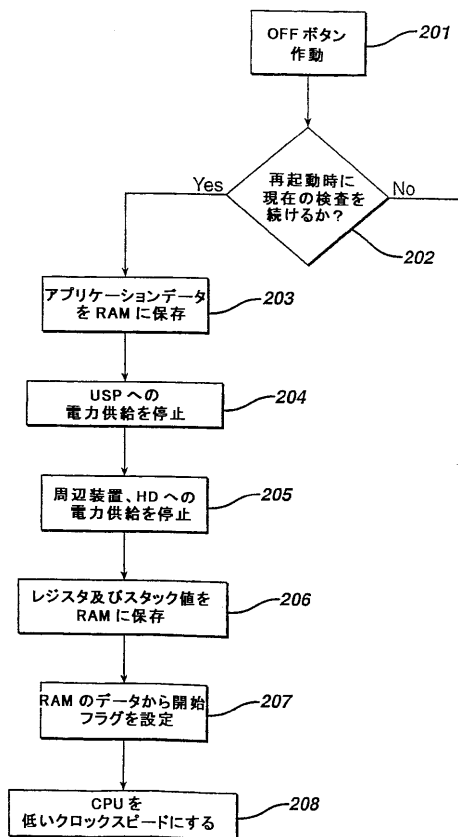 OFF ボタン
作動
201
再起動時に
現在の検査を
続けるか？
Yes
No
202
アプリケーションデータ
を RAM に保存
203
USP への
電力供給を停止
204
周辺装置、HD への
電力供給を停止
205
レジスタ及びスタック値を
RAM に保存
206
RAM のデータから開始
フラグを設定
207
CPU を
低いクロックスピードにする
208